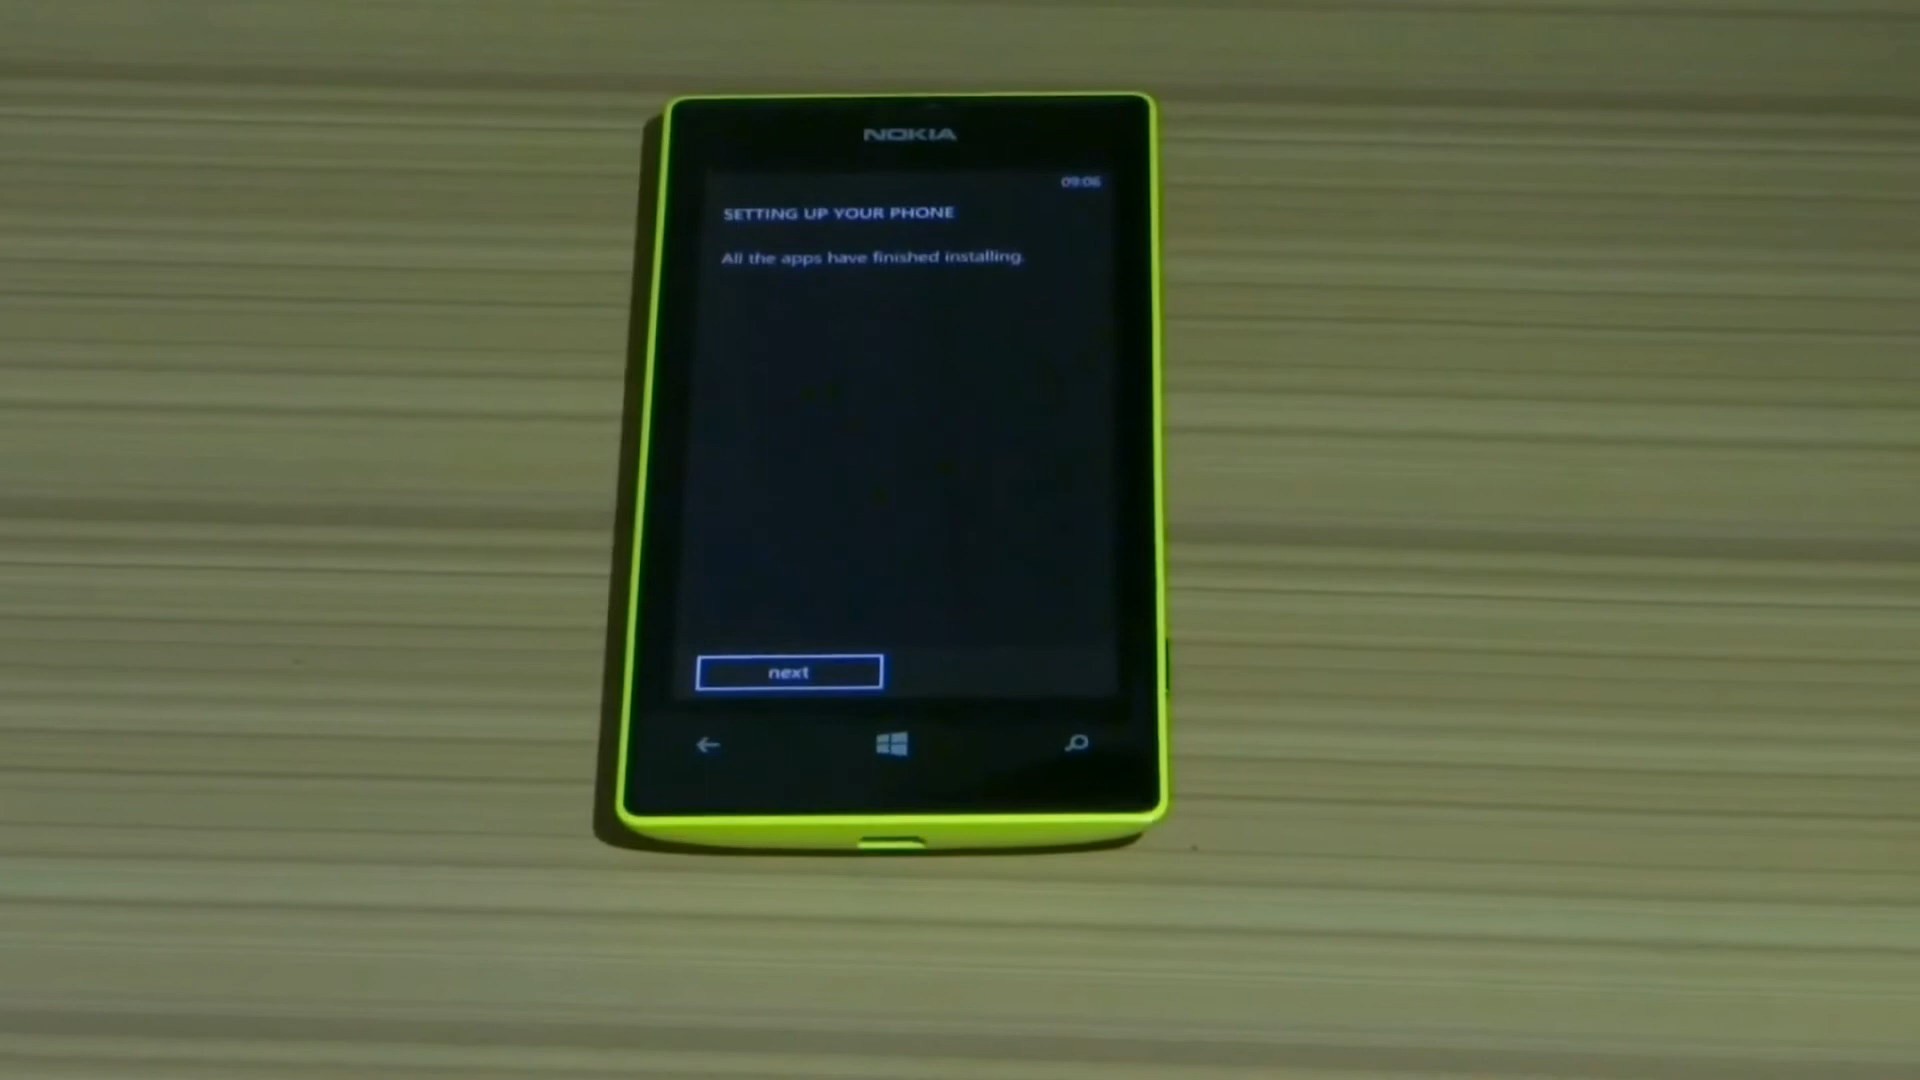 NOKIA
09:06
SETTING UP YOUR PHONE
All the apps have finished installing.
next